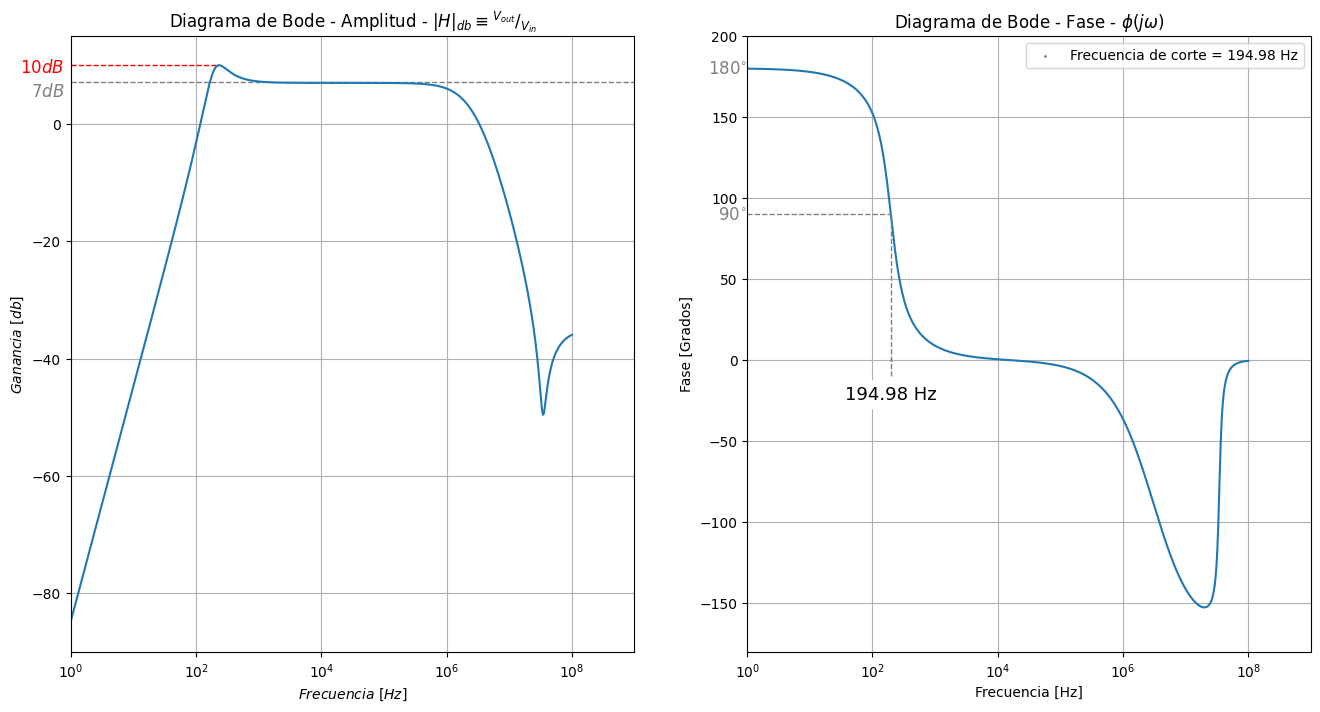 Diagrama de Bode - Amplitud - |H|db ≡ Vout/Vin
10dB
7dB
0
−20
−40
−60
−80
Ganancia [db]
10^0
10^2
10^4
10^6
10^8
Frecuencia [Hz]
Diagrama de Bode - Fase - ϕ(jω)
Frecuencia de corte = 194.98 Hz
200
180°
150
100
90°
50
0
−50
−100
−150
194.98 Hz
Fase [Grados]
10^0
10^2
10^4
10^6
10^8
Frecuencia [Hz]